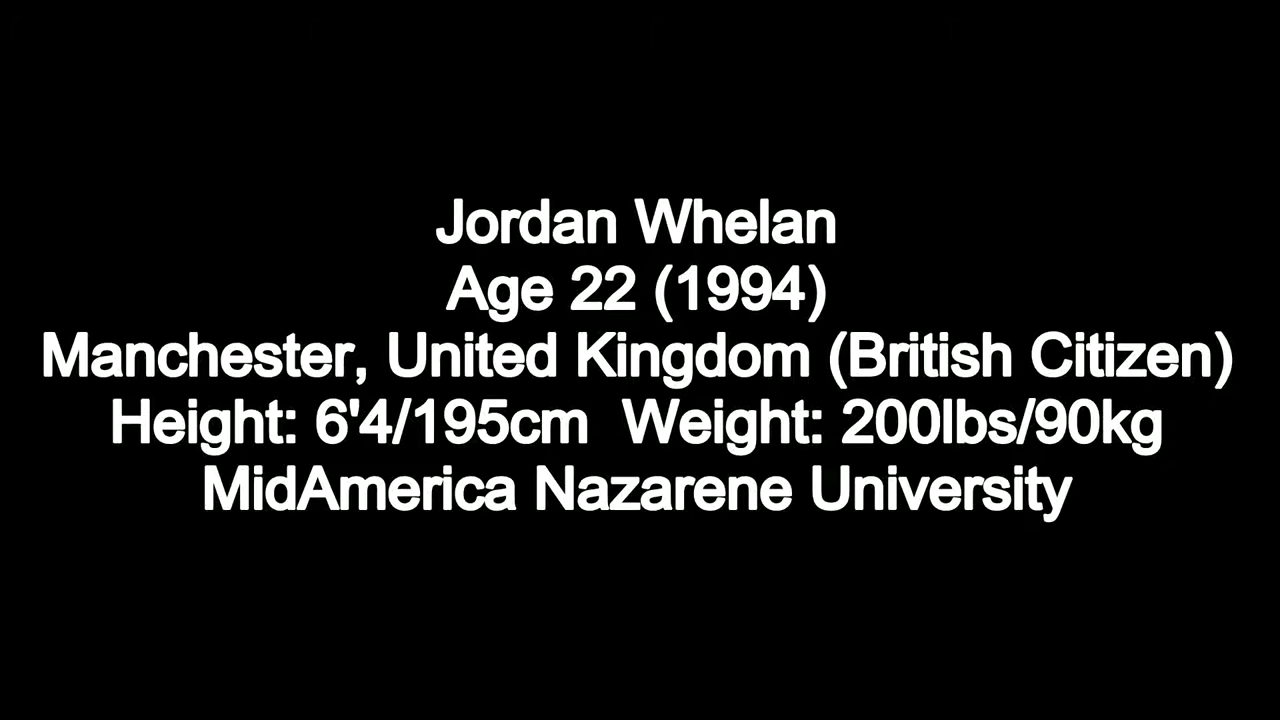 Jordan Whelan
Age 22 (1994)
Manchester, United Kingdom (British Citizen)
Height: 6'4/195cm  Weight: 200lbs/90kg
MidAmerica Nazarene University